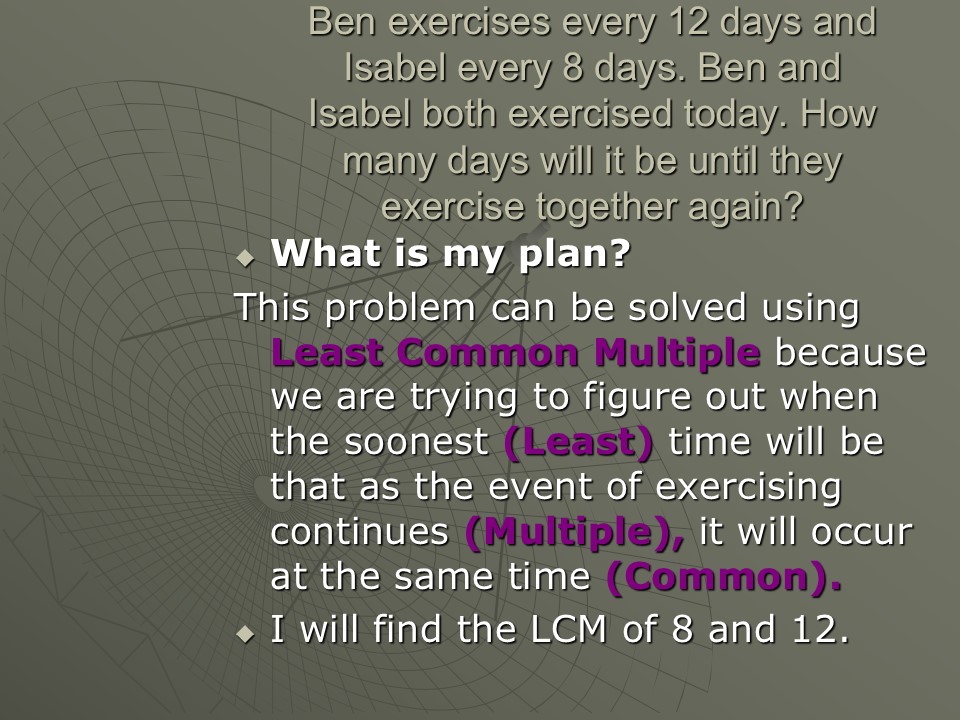 Ben exercises every 12 days and
Isabel every 8 days. Ben and
Isabel both exercised today. How
many days will it be until they
exercise together again?
What is my plan?
This problem can be solved using
Least Common Multiple because
we are trying to figure out when
the soonest (Least) time will be
that as the event of exercising
continues (Multiple), it will occur
at the same time (Common).
I will find the LCM of 8 and 12.